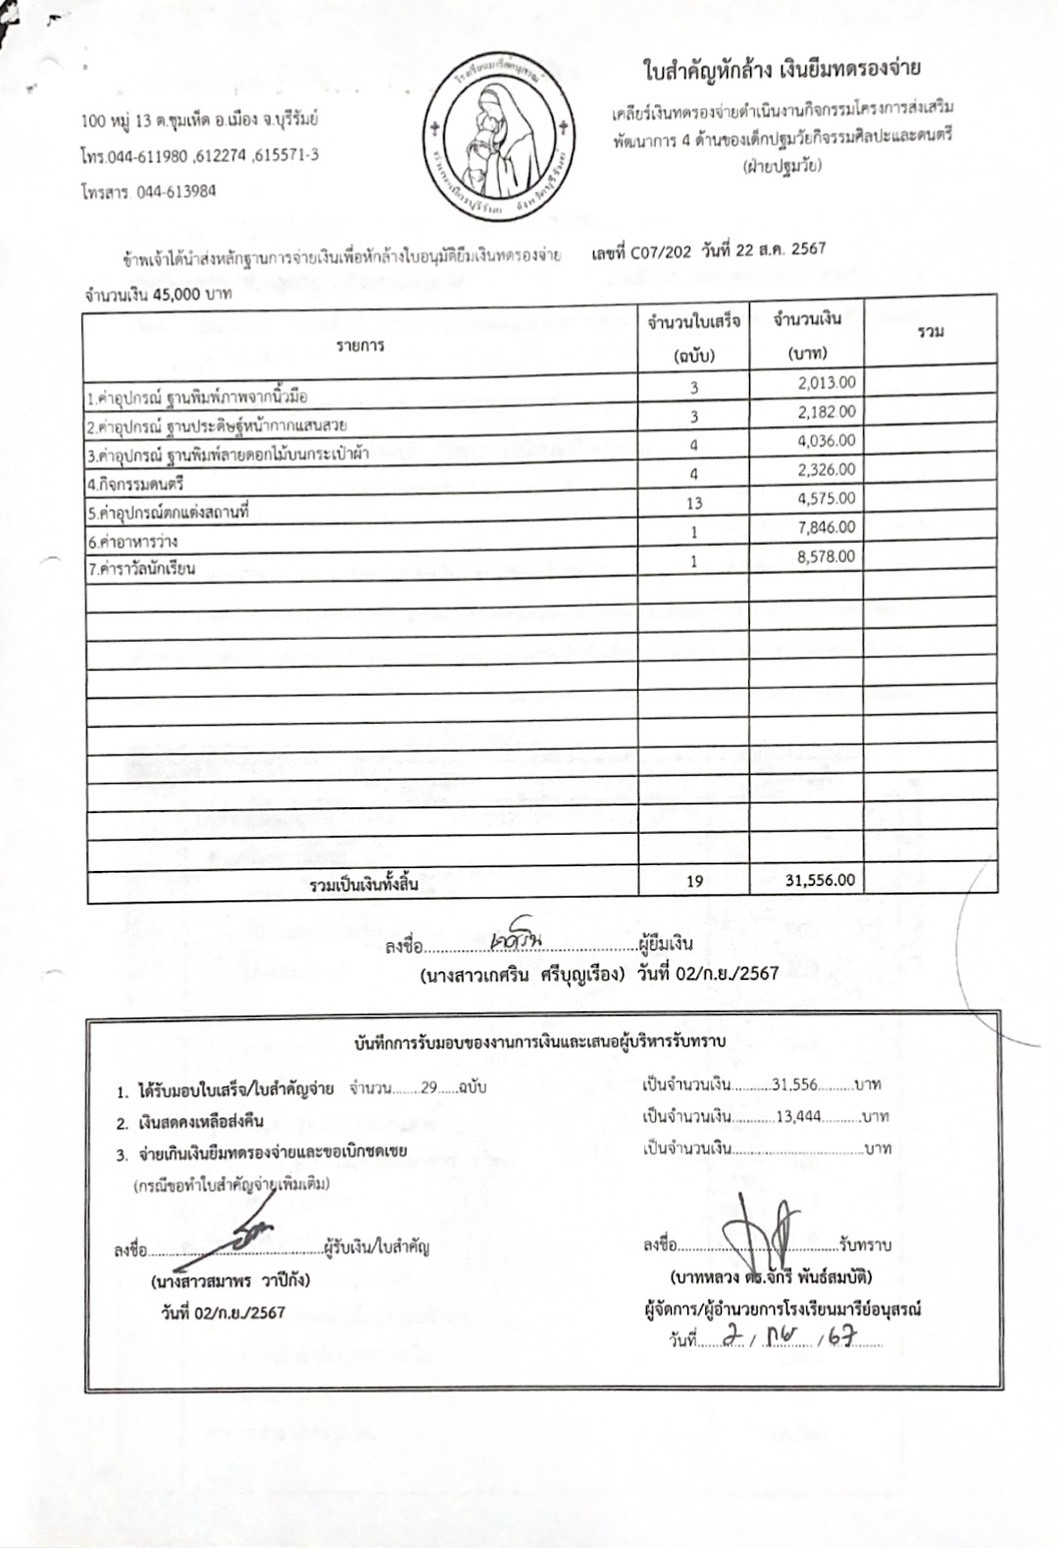 ใบสำคัญหักล้าง เงินยืมทดรองจ่าย
เคลียร์เงินทดรองจ่ายดำเนินงานกิจกรรมโครงการส่งเสริม
พัฒนาการ 4 ด้านของเด็กปฐมวัยกิจกรรมศิลปะและดนตรี
(ฝ่ายปฐมวัย)
100 หมู่ 13 ต.ชุมเห็ด อ.เมือง จ.บุรีรัมย์
โทร.044-611980 ,612274 ,615571-3
โทรสาร. 044-613984
โรงเรียนมารีย์อนุสรณ์
ข้าพเจ้าได้นำส่งหลักฐานการจ่ายเงินเพื่อหักล้างใบอนุมัติยืมเงินทดรองจ่าย เลขที่ C07/202 วันที่ 22 ส.ค. 2567
จำนวนเงิน 45,000 บาท
รายการ จำนวนใบเสร็จ (ฉบับ) จำนวนเงิน (บาท) รวม
1.ค่าอุปกรณ์ ฐานพิมพ์ภาพจากนิ้วมือ 3 2,013.00
2.ค่าอุปกรณ์ ฐานประดิษฐ์หน้ากากแสนสวย 3 2,182.00
3.ค่าอุปกรณ์ ฐานพิมพ์ลายดอกไม้บนกระเป๋าผ้า 4 4,036.00
4.กิจกรรมดนตรี 4 2,326.00
5.ค่าอุปกรณ์ตกแต่งสถานที่ 13 4,575.00
6.ค่าอาหารว่าง 1 7,846.00
7.ค่าราวัลนักเรียน 1 8,578.00
รวมเป็นเงินทั้งสิ้น 19 31,556.00
ลงชื่อ....เกศริน....ผู้ยืมเงิน
(นางสาวเกศริน ศรีบุญเรือง) วันที่ 02/ก.ย./2567
บันทึกการรับมอบของงานการเงินและเสนอผู้บริหารรับทราบ
1. ได้รับมอบใบเสร็จ/ใบสำคัญจ่าย จำนวน.......29.....ฉบับ เป็นจำนวนเงิน..........31,556.........บาท
2. เงินสดคงเหลือส่งคืน เป็นจำนวนเงิน...........13,444..........บาท
3. จ่ายเกินเงินยืมทดรองจ่ายและขอเบิกชดเชย เป็นจำนวนเงิน................................บาท
(กรณีขอทำใบสำคัญจ่ายเพิ่มเติม)
ลงชื่อ............................................ผู้รับเงิน/ใบสำคัญ ลงชื่อ........................................รับทราบ
(นางสาวสมาพร วาปีกัง) (บาทหลวง ดร.จักรี พันธ์สมบัติ)
วันที่ 02/ก.ย./2567 ผู้จัดการ/ผู้อำนวยการโรงเรียนมารีย์อนุสรณ์
วันที่ 2 / กย / 67